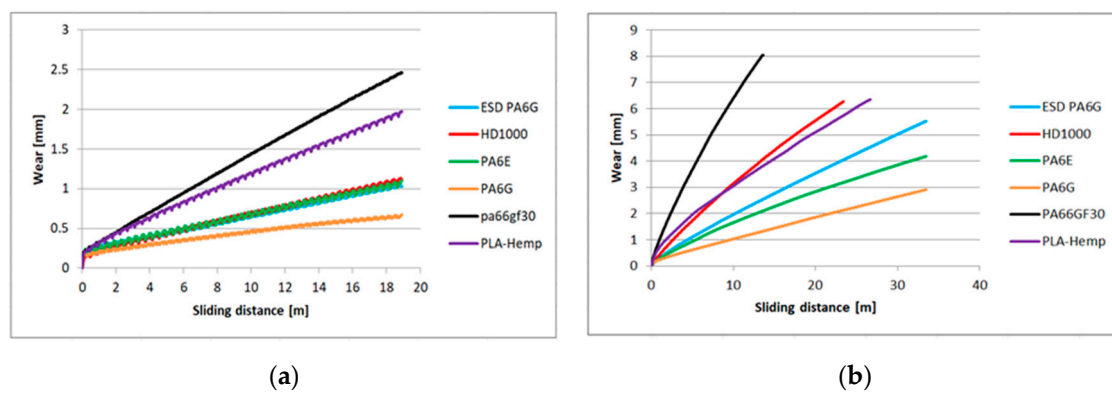 3
2.5
2
1.5
1
0.5
0
Wear [mm]
0 2 4 6 8 10 12 14 16 18 20
Sliding distance [m]
ESD PA6G
HD1000
PA6E
PA6G
pa66gf30
PLA-Hemp
(a)
9
8
7
6
5
4
3
2
1
0
Wear [mm]
0 10 20 30 40
Sliding distance [m]
ESD PA6G
HD1000
PA6E
PA6G
PA66GF30
PLA-Hemp
(b)